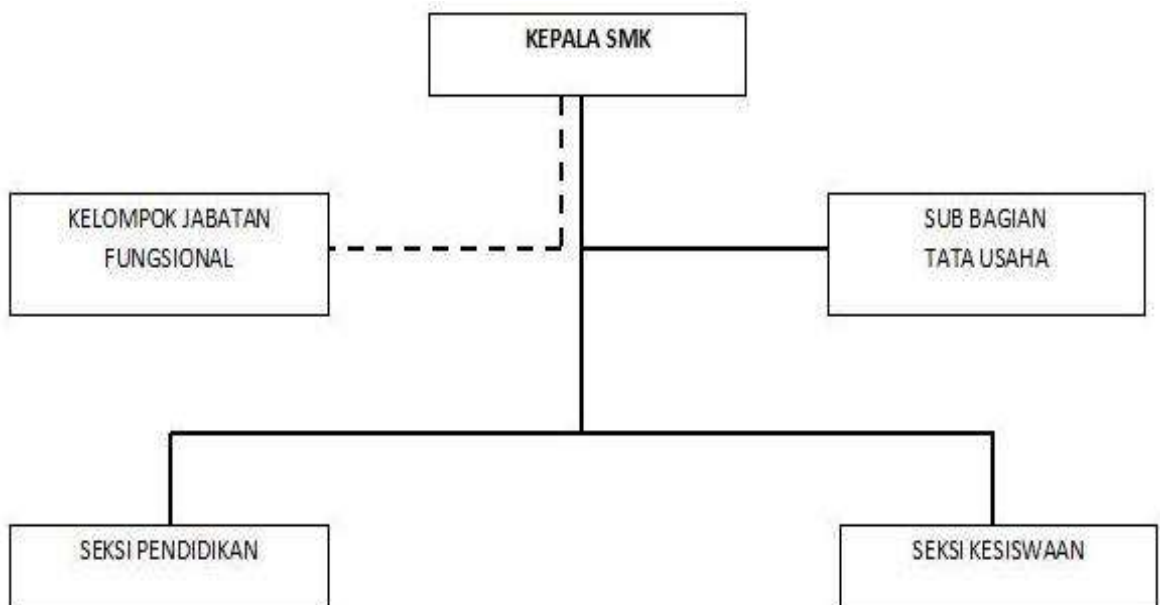 KEPALA SMK
KELOMPOK JABATAN
FUNGSIONAL
SUB BAGIAN
TATA USAHA
SEKSI PENDIDIKAN
SEKSI KESISWAAN